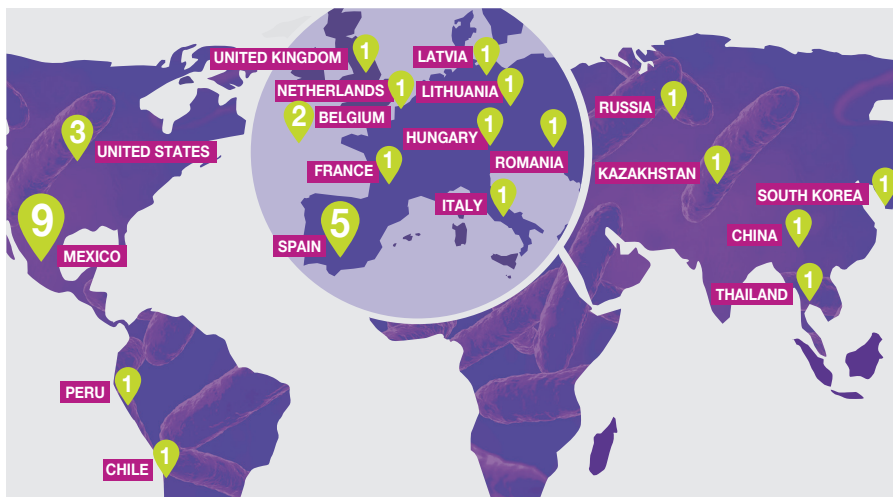 UNITED KINGDOM 1
LATVIA 1
NETHERLANDS 1
LITHUANIA 1
2 BELGIUM
HUNGARY 1
ROMANIA 1
FRANCE 1
ITALY 1
SPAIN 5
3 UNITED STATES
9 MEXICO
PERU 1
CHILE 1
RUSSIA 1
KAZAKHSTAN 1
SOUTH KOREA 1
CHINA 1
THAILAND 1